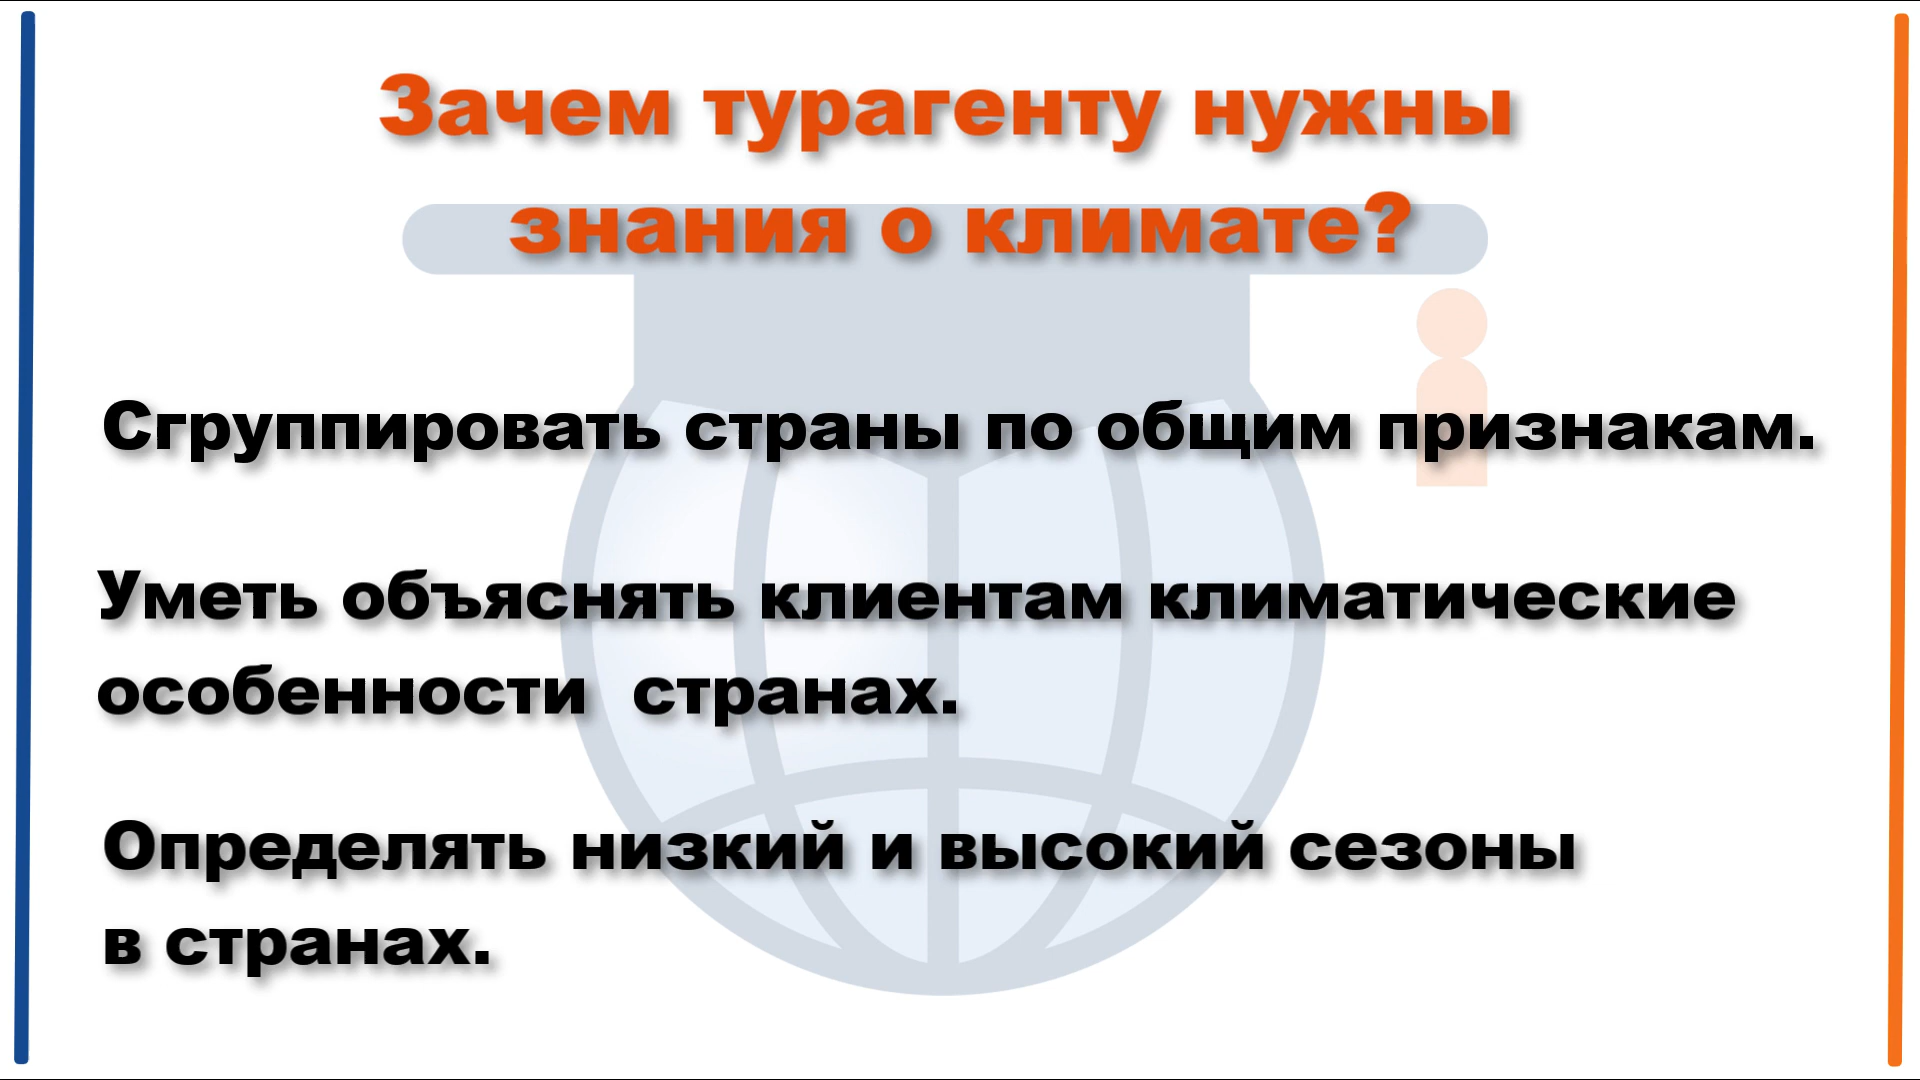 Зачем турагенту нужны
знания о климате?
Сгруппировать страны по общим признакам.
Уметь объяснять клиентам климатические
особенности  странах.
Определять низкий и высокий сезоны
в странах.